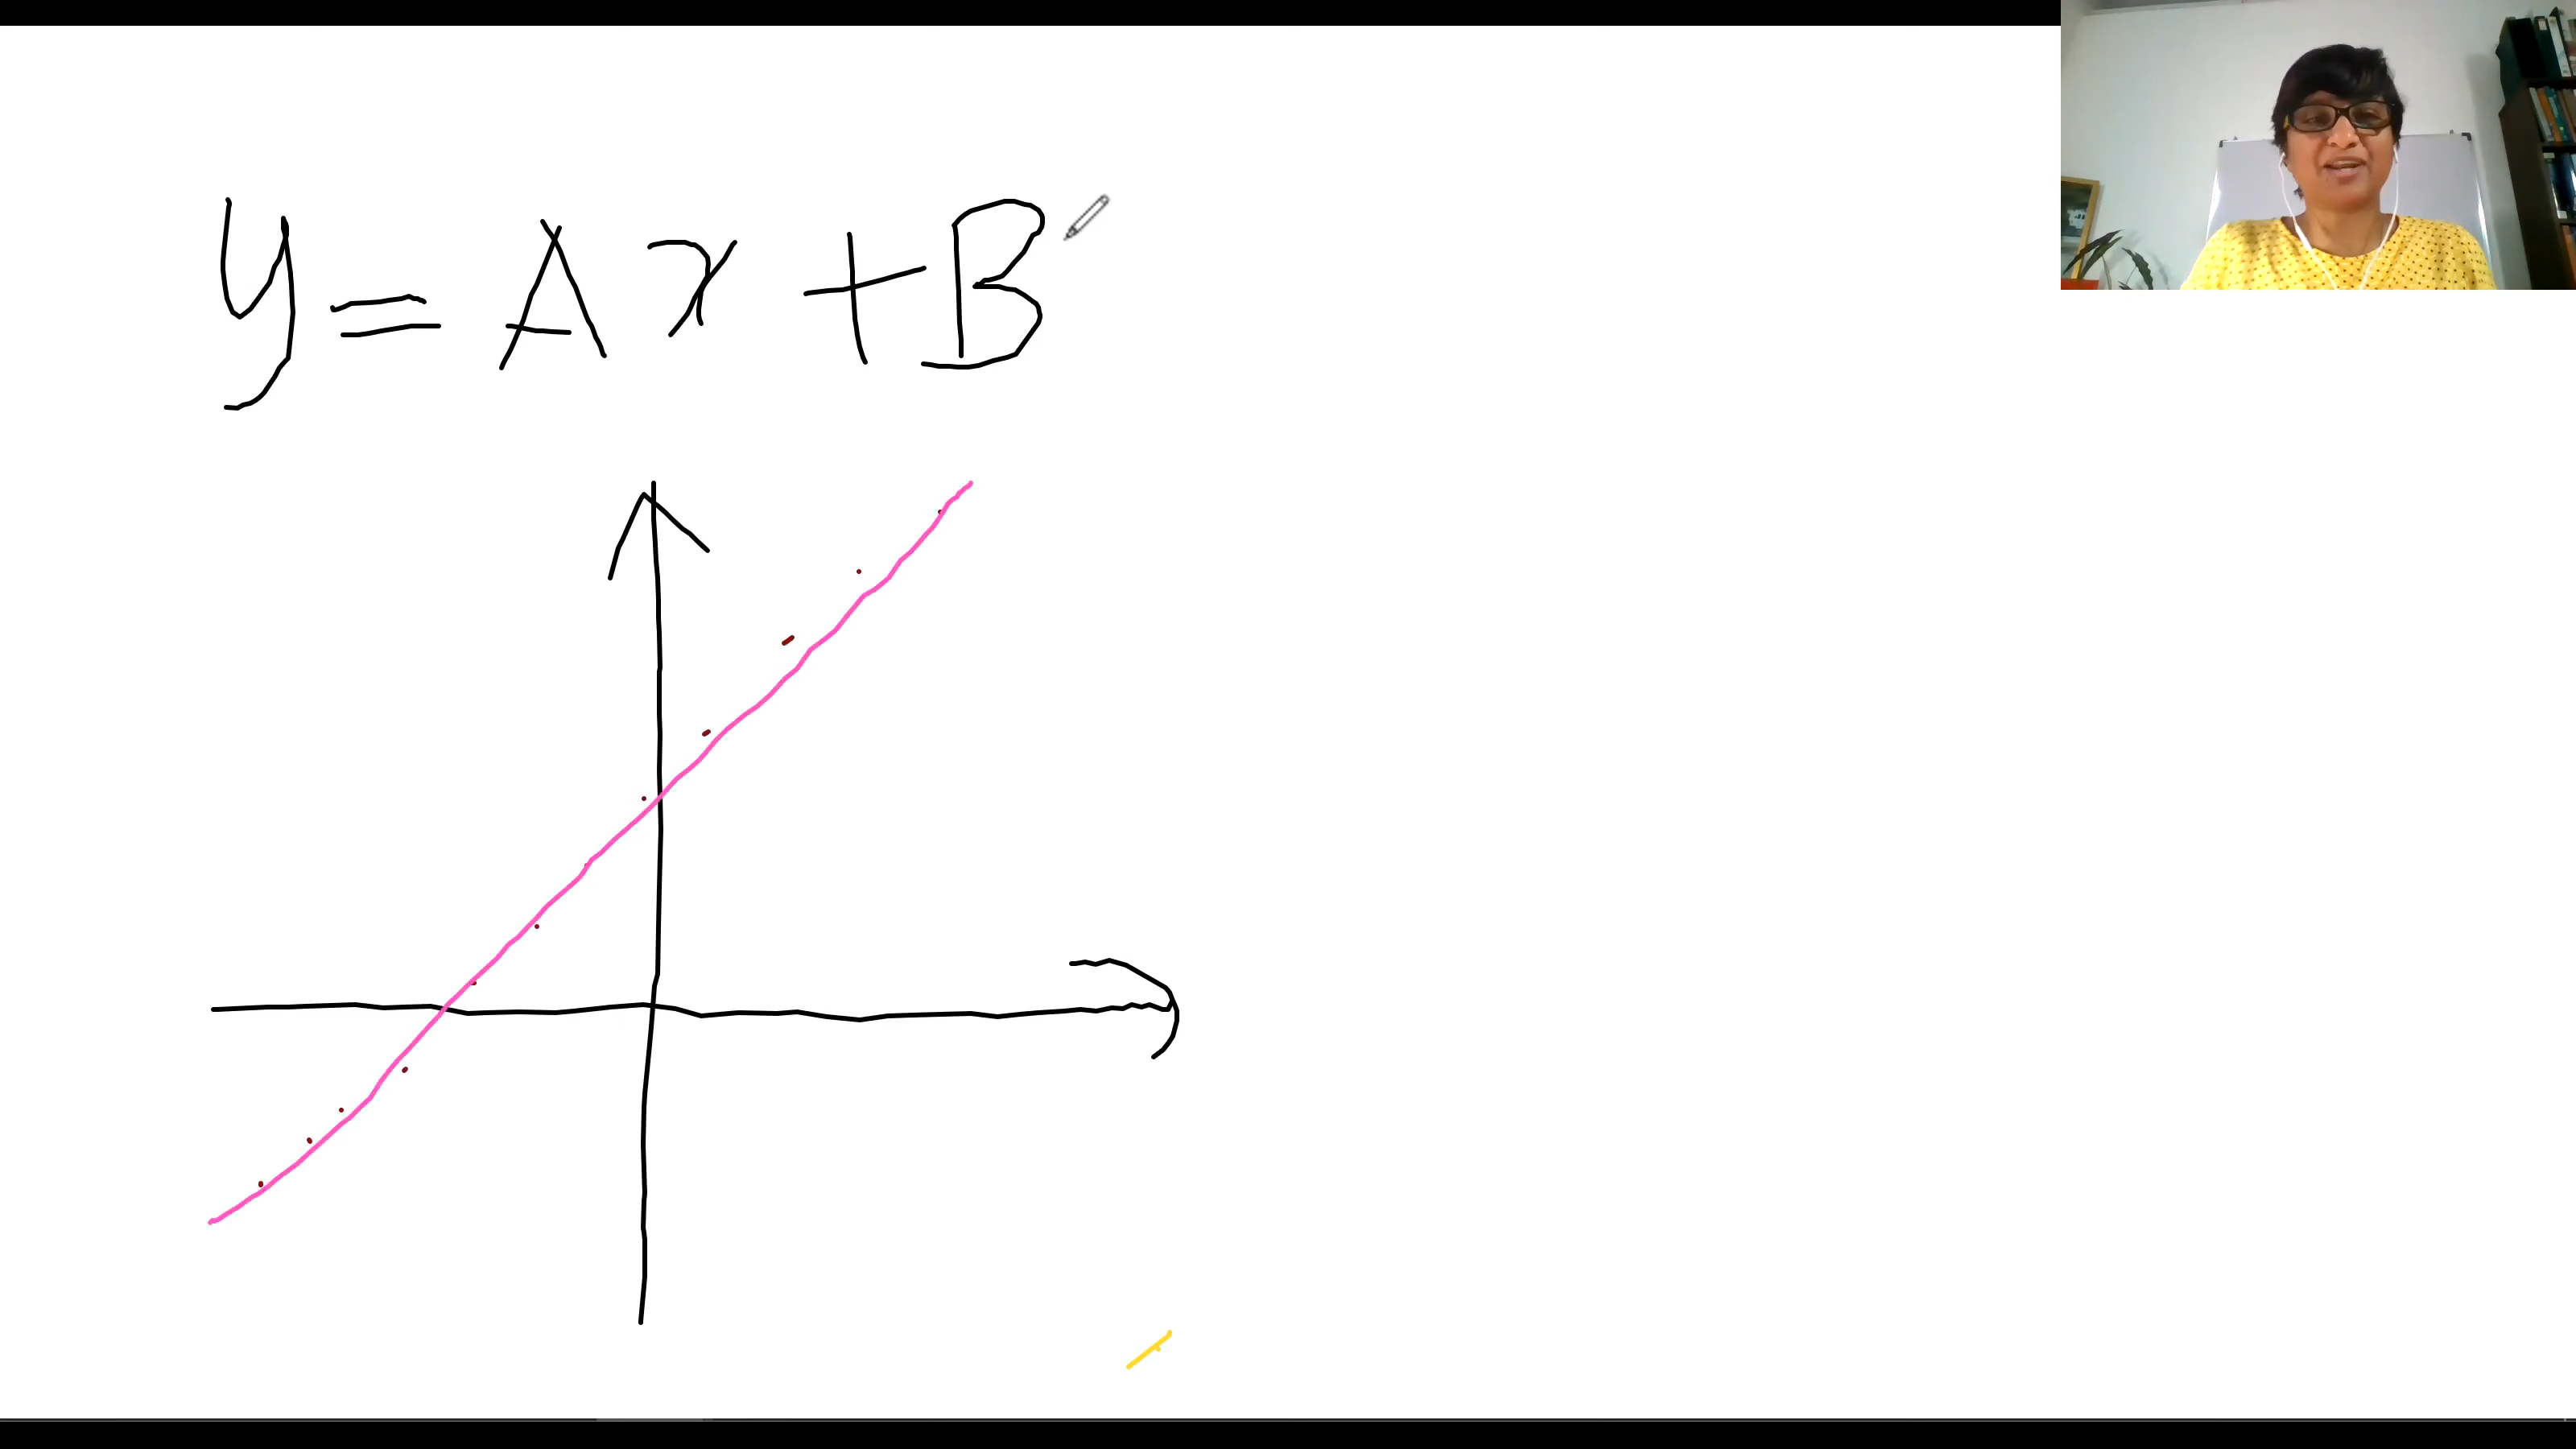 y = Ax + B